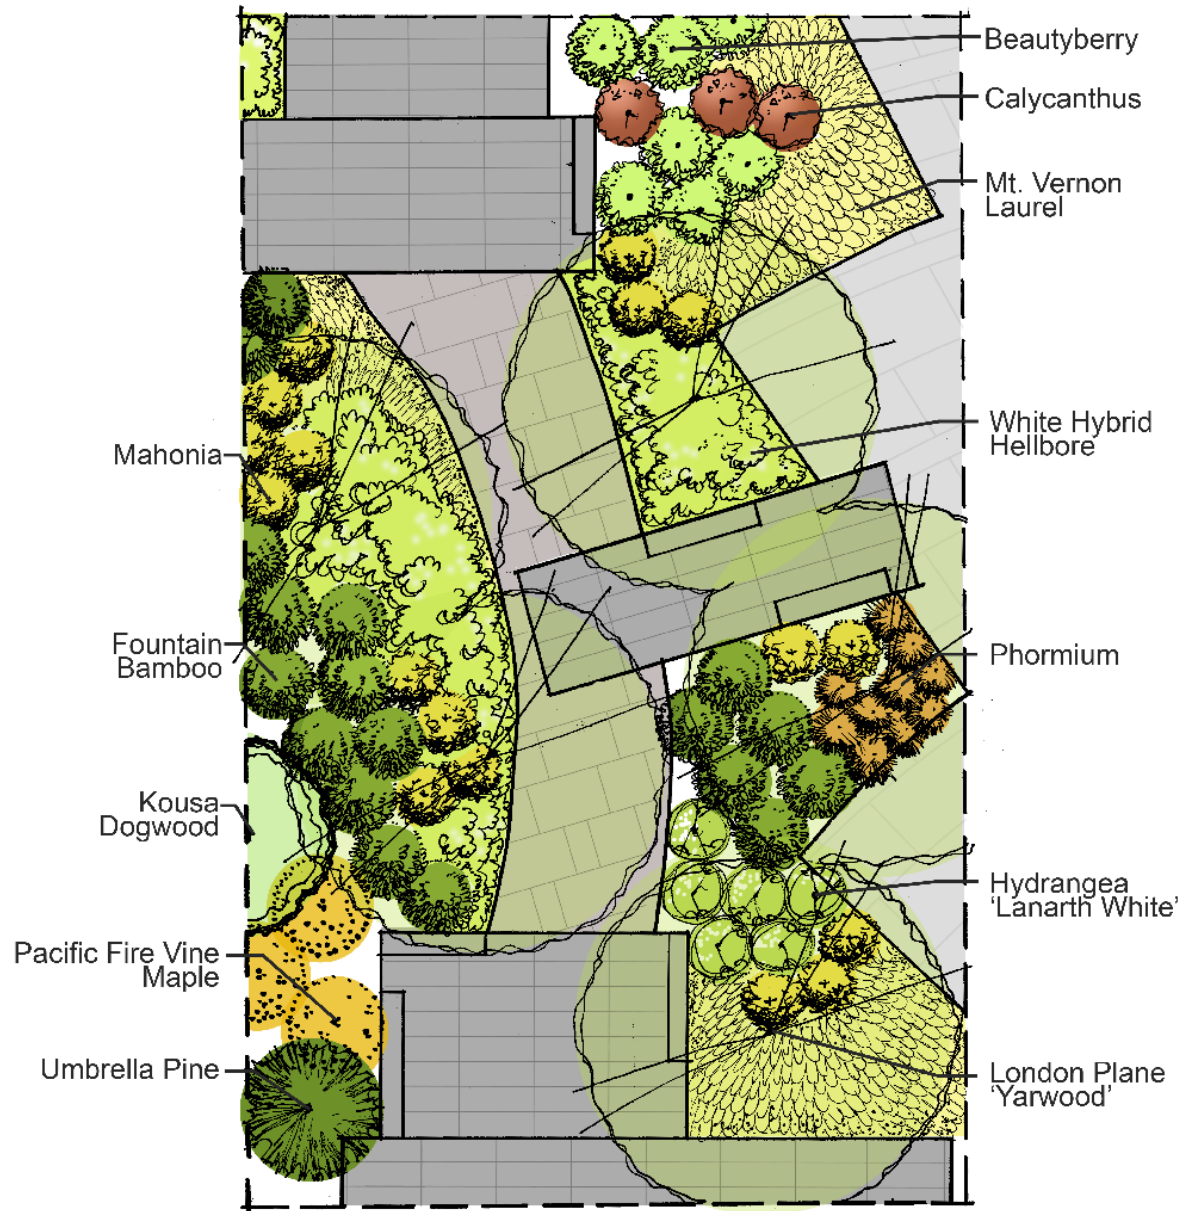 Beautyberry
Calycanthus
Mt. Vernon
Laurel
White Hybrid
Hellbore
Mahonia
Fountain
Bamboo
Phormium
Kousa
Dogwood
Hydrangea
‘Lanarth White’
Pacific Fire Vine
Maple
Umbrella Pine
London Plane
‘Yarwood’